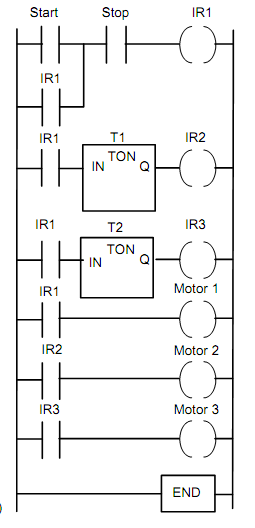 Start Stop IR1
IR1
IR1 T1 IR2
TON
IN Q
IR1 T2 IR3
TON
IN Q
IR1 Motor 1
IR2 Motor 2
IR3 Motor 3
END
)